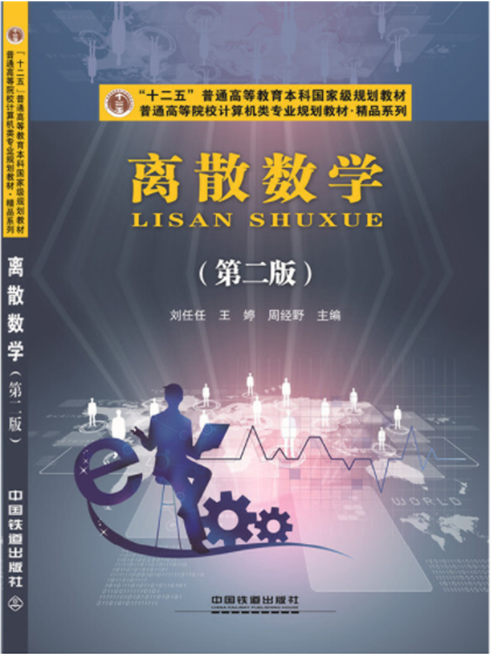 “十二五”普通高等教育本科国家级规划教材
普通高等院校计算机类专业规划教材·精品系列
离散数学
LISAN SHUXUE
（第二版）
刘任任 王 婷 周经野 主编
WORLD
中国铁道出版社
CHINA RAILWAY PUBLISHING HOUSE
“十二五”普通高等教育本科国家级规划教材
普通高等院校计算机类专业规划教材·精品系列
离散数学（第二版）
中国铁道出版社